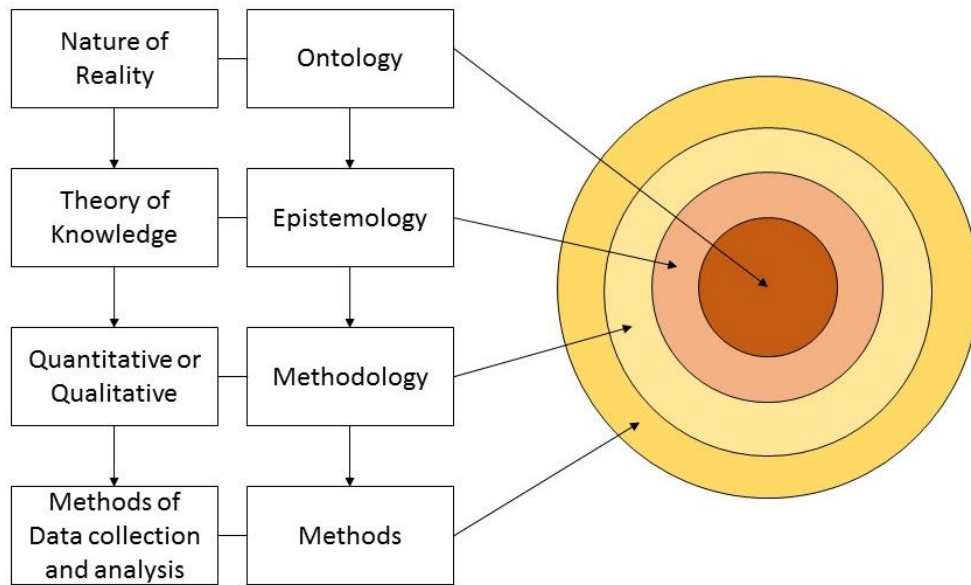 Nature of
Reality
Ontology
Theory of
Knowledge
Epistemology
Quantitative or
Qualitative
Methodology
Methods of
Data collection
and analysis
Methods